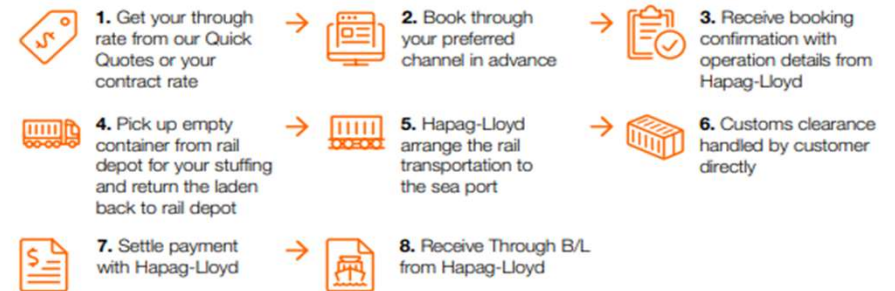 1. Get your through
rate from our Quick
Quotes or your
contract rate
2. Book through
your preferred
channel in advance
3. Receive booking
confirmation with
operation details from
Hapag-Lloyd
4. Pick up empty
container from rail
depot for your stuffing
and return the laden
back to rail depot
5. Hapag-Lloyd
arrange the rail
transportation to
the sea port
6. Customs clearance
handled by customer
directly
7. Settle payment
with Hapag-Lloyd
8. Receive Through B/L
from Hapag-Lloyd